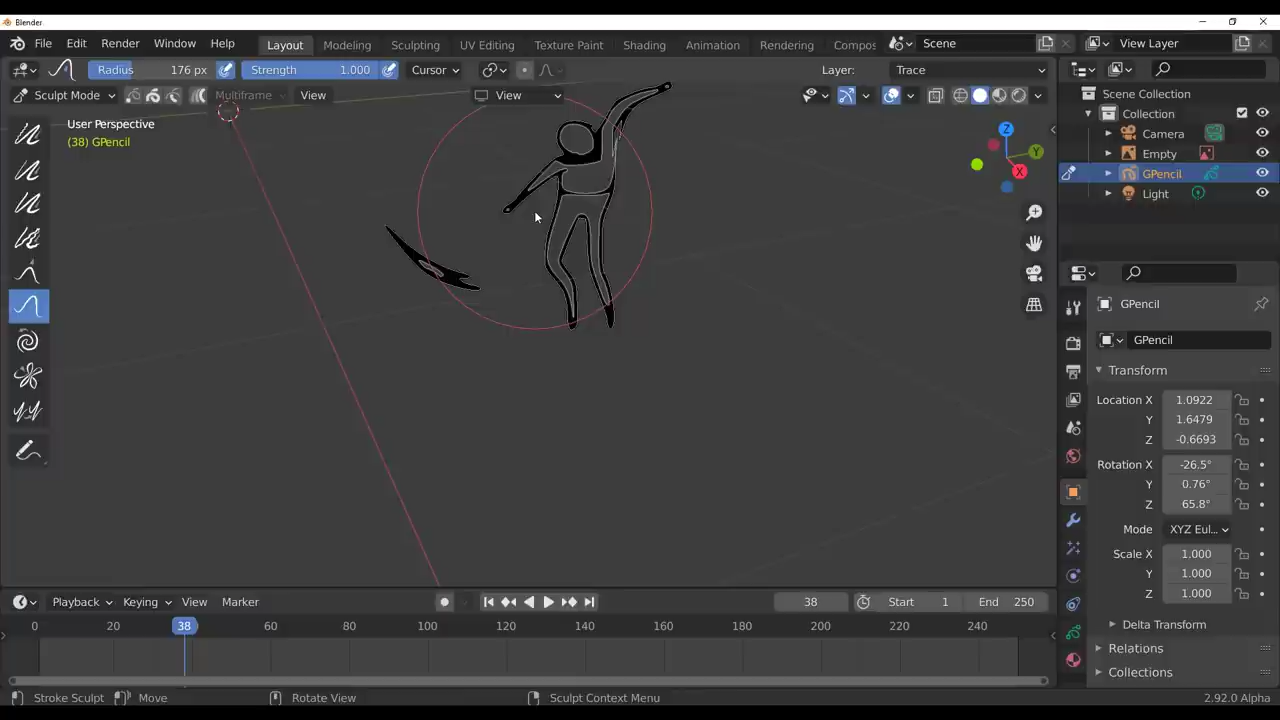 Blender
File Edit Render Window Help Layout Modeling Sculpting UV Editing Texture Paint Shading Animation Rendering Compos Scene View Layer
Radius 176 px Strength 1.000 Cursor Layer: Trace
Sculpt Mode Multiframe View View
Scene Collection
Collection
Camera
Empty
GPencil
Light
User Perspective
(38) GPencil
Z
Y
X
GPencil
GPencil
Transform
Location X 1.0922
Y 1.6479
Z -0.6693
Rotation X -26.5°
Y 0.76°
Z 65.8°
Mode XYZ Eul...
Scale X 1.000
Y 1.000
Z 1.000
Delta Transform
Relations
Collections
Playback Keying View Marker 38 Start 1 End 250
0 20 38 60 80 100 120 140 160 180 200 220 240
Stroke Sculpt Move Rotate View Sculpt Context Menu 2.92.0 Alpha